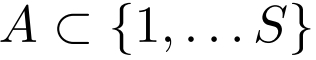 A ⊂ {1, . . . S}